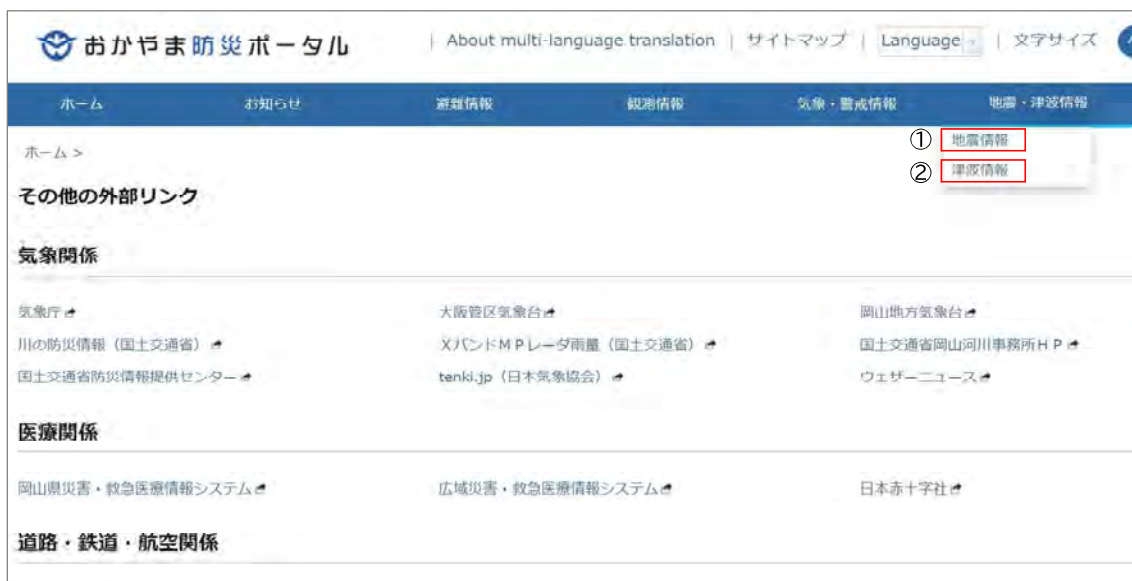 おかやま防災ポータル | About multi-language translation | サイトマップ | Language | 文字サイズ
ホーム お知らせ 避難情報 観測情報 気象・警戒情報 地震・津波情報
① 地震情報
ホーム >
② 津波情報
その他の外部リンク
気象関係
気象庁 大阪管区気象台 岡山地方気象台
川の防災情報（国土交通省） XバンドMPレーダ雨量（国土交通省） 国土交通省岡山河川事務所HP
国土交通省防災情報提供センター tenki.jp（日本気象協会） ウェザーニュース
医療関係
岡山県災害・救急医療情報システム 広域災害・救急医療情報システム 日本赤十字社
道路・鉄道・航空関係